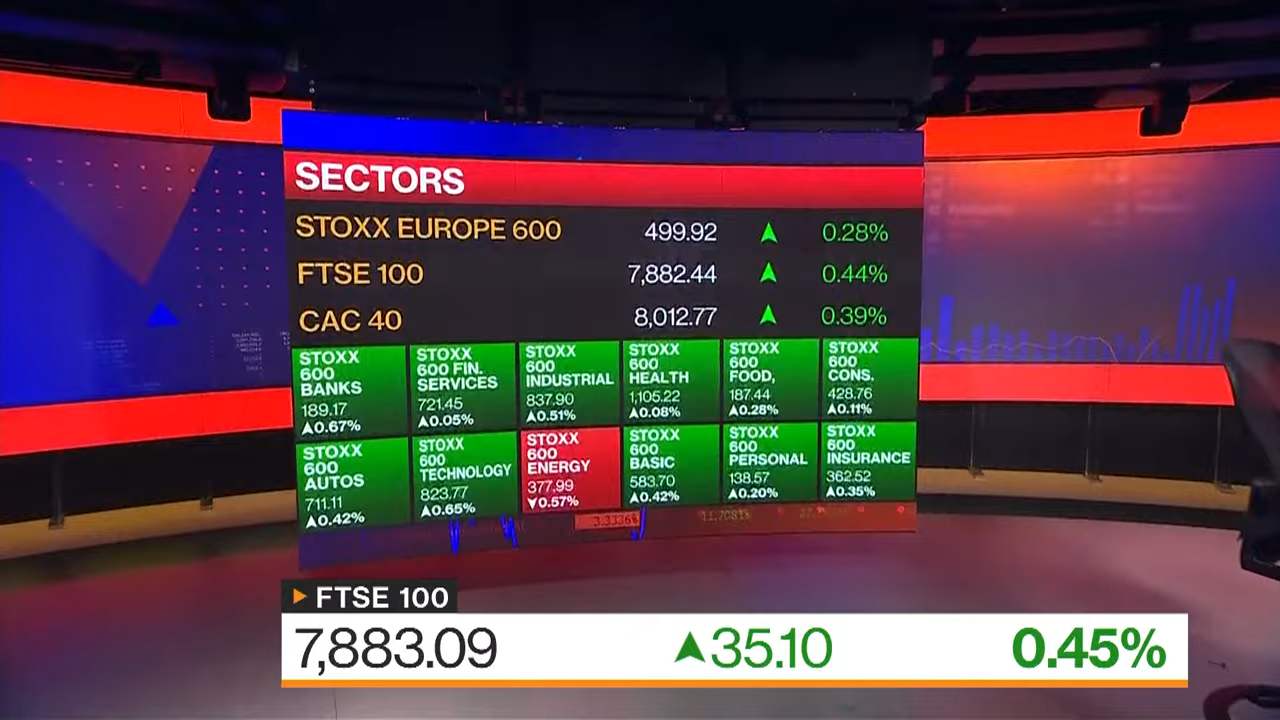 SECTORS
STOXX EUROPE 600 499.92 ▲ 0.28%
FTSE 100 7,882.44 ▲ 0.44%
CAC 40 8,012.77 ▲ 0.39%
STOXX
600
BANKS
189.17
▲0.67%
STOXX
600 FIN.
SERVICES
721.45
▲0.05%
STOXX
600
INDUSTRIAL
837.90
▲0.51%
STOXX
600
HEALTH
1,105.22
▲0.08%
STOXX
600
FOOD,
187.44
▲0.28%
STOXX
600
CONS.
428.76
▲0.11%
STOXX
600
AUTOS
711.11
▲0.42%
STOXX
600
TECHNOLOGY
823.77
▲0.65%
STOXX
600
ENERGY
377.99
▼0.57%
STOXX
600
BASIC
583.70
▲0.42%
STOXX
600
PERSONAL
138.57
▲0.20%
STOXX
600
INSURANCE
362.52
▲0.35%
FTSE 100
7,883.09 ▲35.10 0.45%